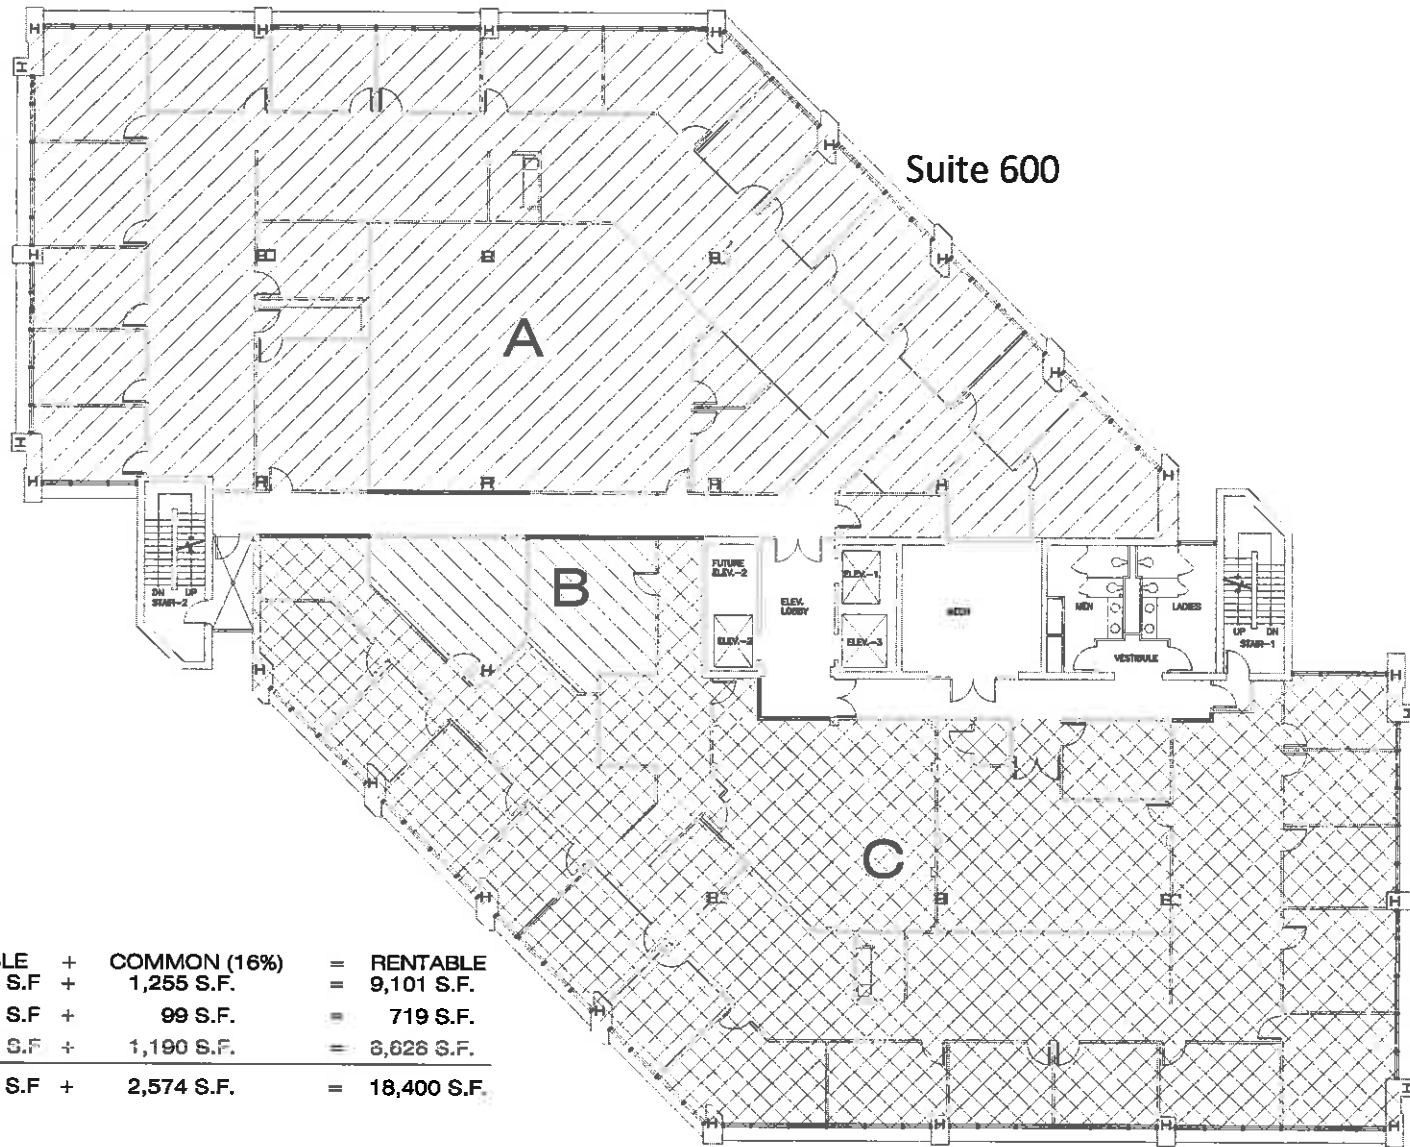 Suite 600
A
FUTURE
ELEV.-2
ELEV.-2
ELEV.
LOBBY
ELEV.-1
ELEV.-3
MEN
LADIES
VESTIBULE
UP DN
STAIR-1
DN UP
STAIR-2
B
C
LE + COMMON (16%) = RENTABLE
S.F + 1,255 S.F. = 9,101 S.F.
S.F + 99 S.F. = 719 S.F.
S.F + 1,190 S.F. = 8,628 S.F.
S.F + 2,574 S.F. = 18,400 S.F.